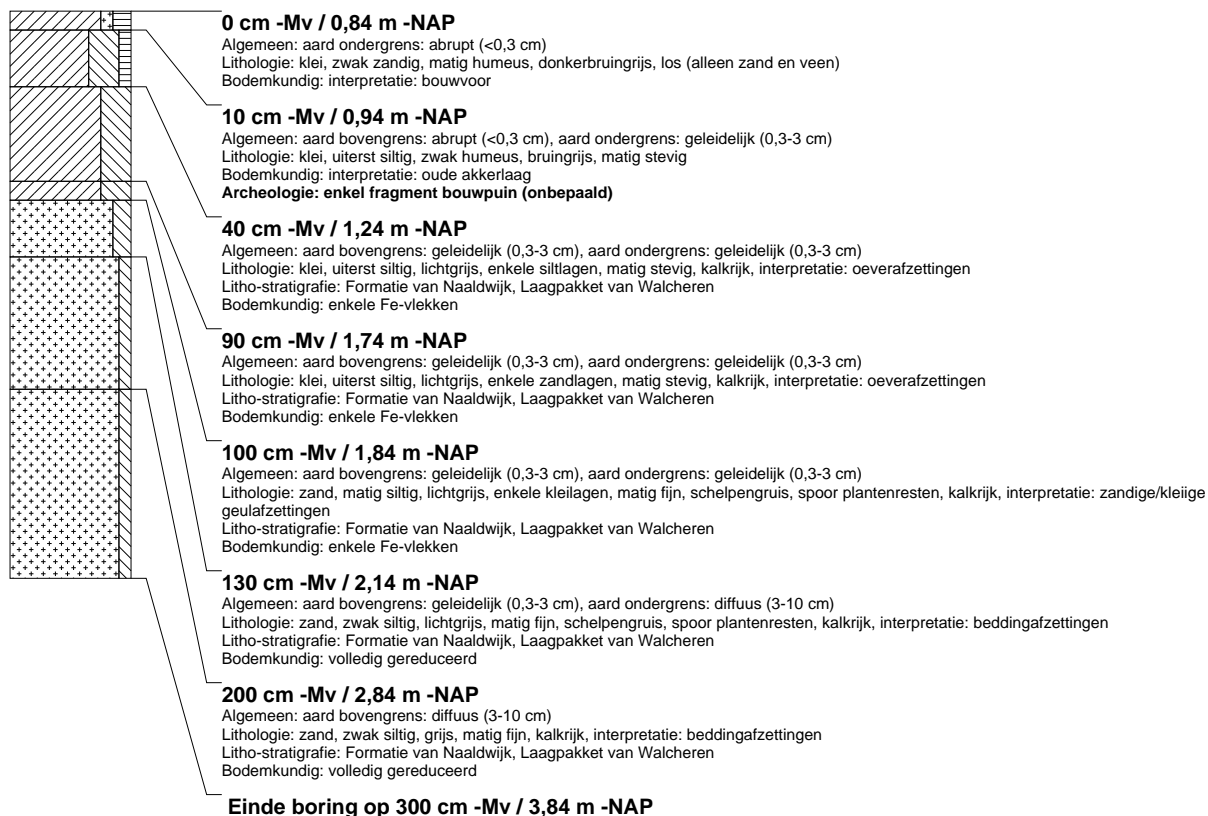 0 cm -Mv / 0,84 m -NAP
Algemeen: aard ondergrens: abrupt (<0,3 cm)
Lithologie: klei, zwak zandig, matig humeus, donkerbruingrijs, los (alleen zand en veen)
Bodemkundig: interpretatie: bouwvoor
10 cm -Mv / 0,94 m -NAP
Algemeen: aard bovengrens: abrupt (<0,3 cm), aard ondergrens: geleidelijk (0,3-3 cm)
Lithologie: klei, uiterst siltig, zwak humeus, bruingrijs, matig stevig
Bodemkundig: interpretatie: oude akkerlaag
Archeologie: enkel fragment bouwpuin (onbepaald)
40 cm -Mv / 1,24 m -NAP
Algemeen: aard bovengrens: geleidelijk (0,3-3 cm), aard ondergrens: geleidelijk (0,3-3 cm)
Lithologie: klei, uiterst siltig, lichtgrijs, enkele siltlagen, matig stevig, kalkrijk, interpretatie: oeverafzettingen
Litho-stratigrafie: Formatie van Naaldwijk, Laagpakket van Walcheren
Bodemkundig: enkele Fe-vlekken
90 cm -Mv / 1,74 m -NAP
Algemeen: aard bovengrens: geleidelijk (0,3-3 cm), aard ondergrens: geleidelijk (0,3-3 cm)
Lithologie: klei, uiterst siltig, lichtgrijs, enkele zandlagen, matig stevig, kalkrijk, interpretatie: oeverafzettingen
Litho-stratigrafie: Formatie van Naaldwijk, Laagpakket van Walcheren
Bodemkundig: enkele Fe-vlekken
100 cm -Mv / 1,84 m -NAP
Algemeen: aard bovengrens: geleidelijk (0,3-3 cm), aard ondergrens: geleidelijk (0,3-3 cm)
Lithologie: zand, matig siltig, lichtgrijs, enkele kleilagen, matig fijn, schelpengruis, spoor plantenresten, kalkrijk, interpretatie: zandige/kleiige
geulafzettingen
Litho-stratigrafie: Formatie van Naaldwijk, Laagpakket van Walcheren
Bodemkundig: enkele Fe-vlekken
130 cm -Mv / 2,14 m -NAP
Algemeen: aard bovengrens: geleidelijk (0,3-3 cm), aard ondergrens: diffuus (3-10 cm)
Lithologie: zand, zwak siltig, lichtgrijs, matig fijn, schelpengruis, spoor plantenresten, kalkrijk, interpretatie: beddingafzettingen
Litho-stratigrafie: Formatie van Naaldwijk, Laagpakket van Walcheren
Bodemkundig: volledig gereduceerd
200 cm -Mv / 2,84 m -NAP
Algemeen: aard bovengrens: diffuus (3-10 cm)
Lithologie: zand, zwak siltig, grijs, matig fijn, kalkrijk, interpretatie: beddingafzettingen
Litho-stratigrafie: Formatie van Naaldwijk, Laagpakket van Walcheren
Bodemkundig: volledig gereduceerd
Einde boring op 300 cm -Mv / 3,84 m -NAP